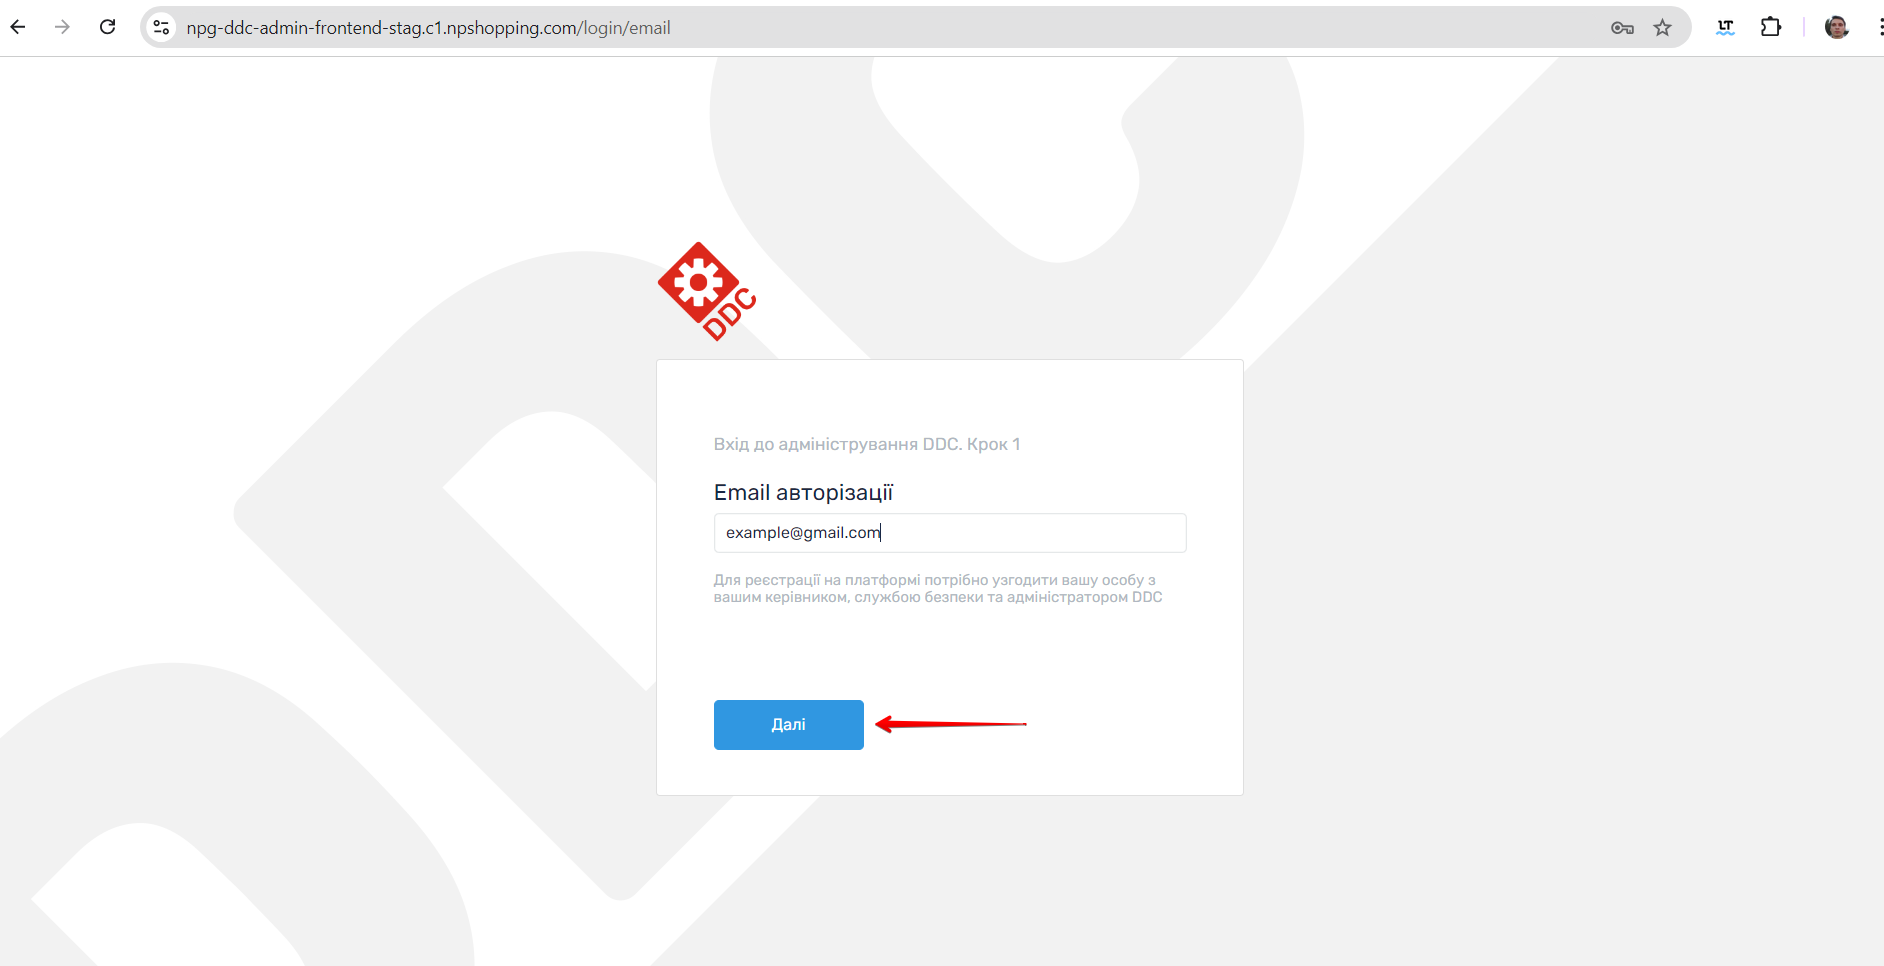 npg-ddc-admin-frontend-stag.c1.npshopping.com/login/email
LT
DDC
Вхід до адміністрування DDC. Крок 1
Email авторізації
example@gmail.com
Для реєстрації на платформі потрібно узгодити вашу особу з
вашим керівником, службою безпеки та адміністратором DDC
Далі